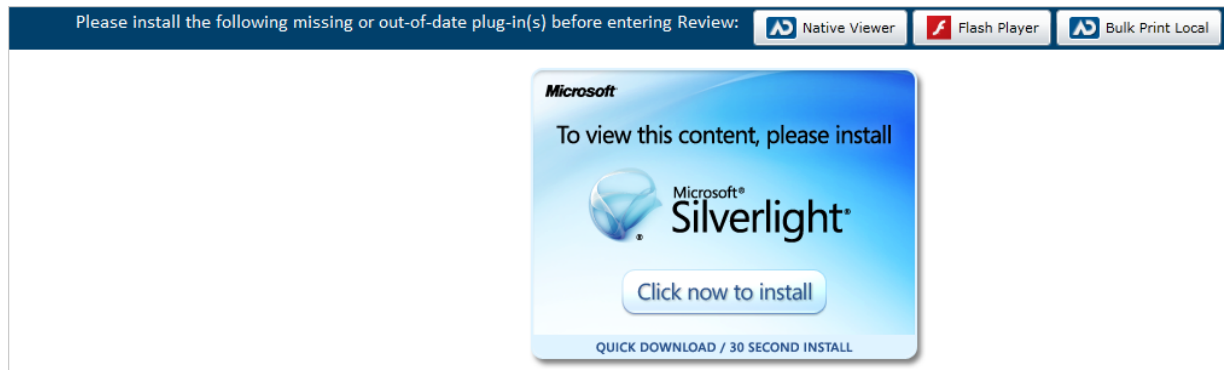 Please install the following missing or out-of-date plug-in(s) before entering Review: Native Viewer Flash Player Bulk Print Local
Microsoft
To view this content, please install
Microsoft®
Silverlight®
®
Click now to install
QUICK DOWNLOAD / 30 SECOND INSTALL